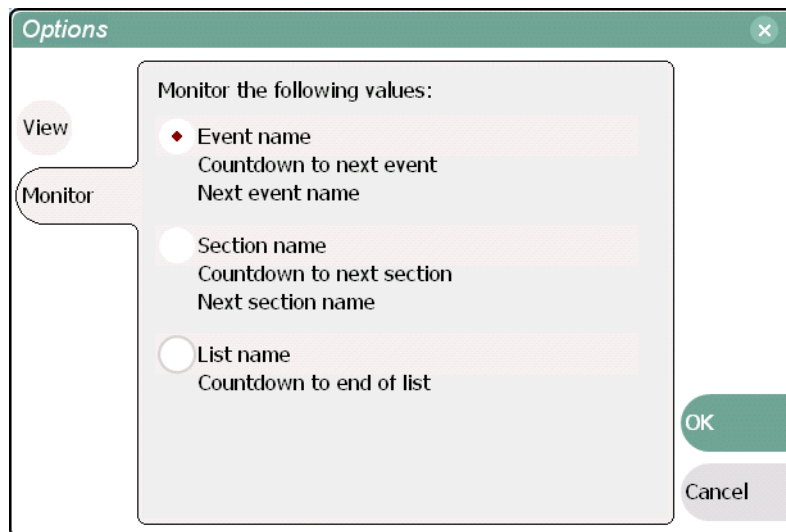 Options
View
Monitor
Monitor the following values:
Event name
Countdown to next event
Next event name
Section name
Countdown to next section
Next section name
List name
Countdown to end of list
OK
Cancel